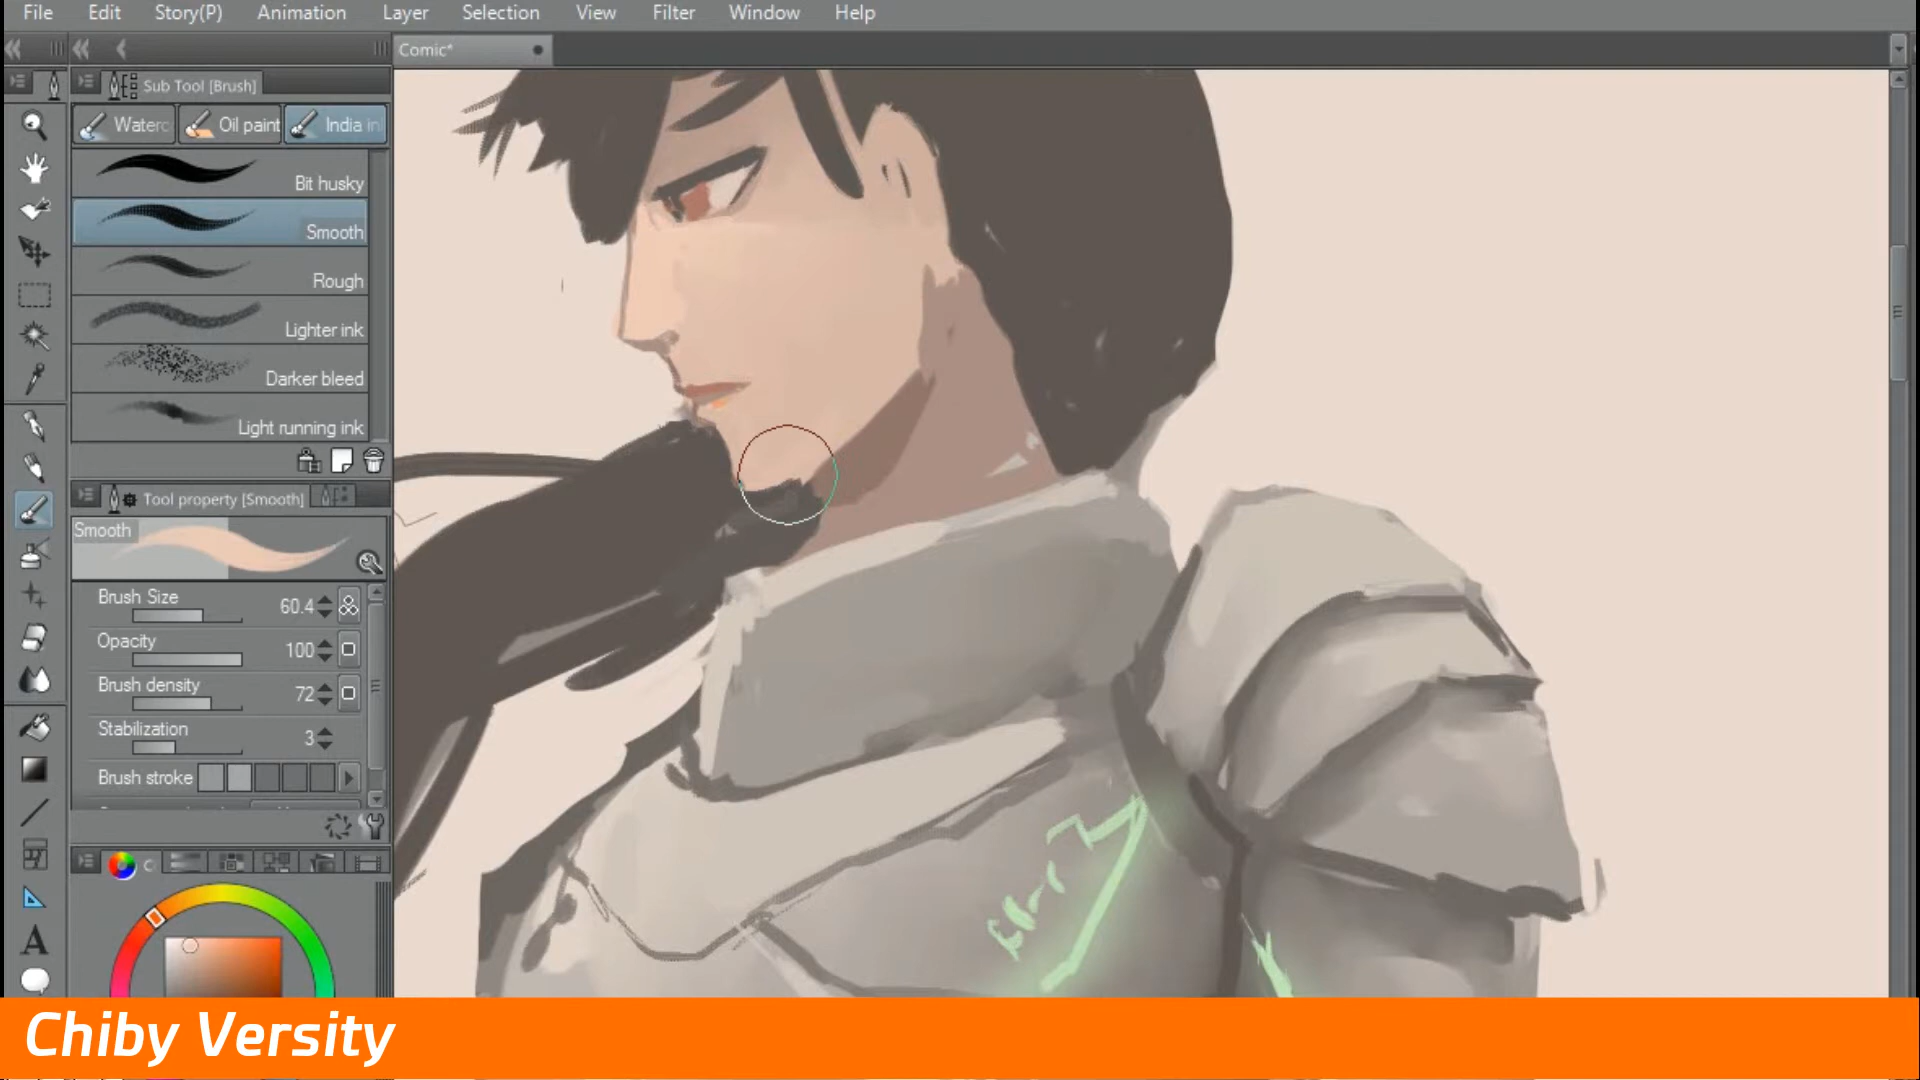 File Edit Story(P) Animation Layer Selection View Filter Window Help
Comic*
Sub Tool [Brush]
Oil paint India in
Bit husky
Smooth
Rough
Lighter ink
Darker bleed
Light running ink
Tool property [Smooth]
Smooth
Brush Size 60.4
Opacity 100
Brush density 72
Stabilization 3
Brush stroke
A
Chiby Versity